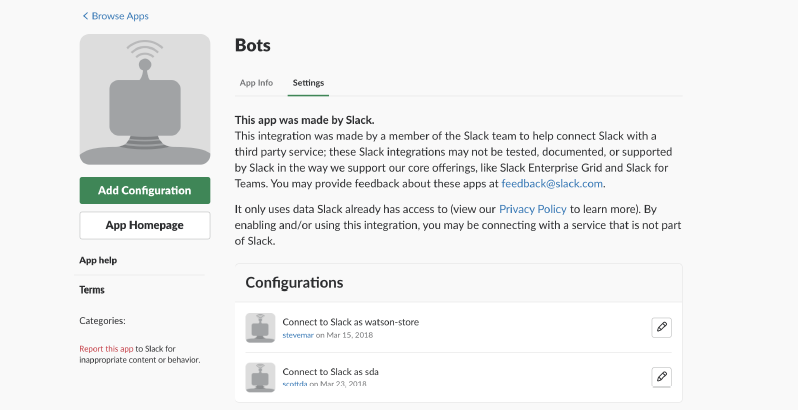 Browse Apps
Bots
App Info
Settings
This app was made by Slack.
This integration was made by a member of the Slack team to help connect Slack with a
third party service; these Slack integrations may not be tested, documented, or supported
by Slack in the way we support our core offerings, like Slack Enterprise Grid and Slack for
Teams. You may provide feedback about these apps at feedback@slack.com.
It only uses data Slack already has access to (view our Privacy Policy to learn more). By
enabling and/or using this integration, you may be connecting with a service that is not part
of Slack.
Add Configuration
App Homepage
App help
Terms
Categories:
Report this app to Slack for
inappropriate content or behavior.
Configurations
Connect to Slack as watson-store
stevemar on Mar 15, 2018
Connect to Slack as sda
scottda on Mar 23, 2018